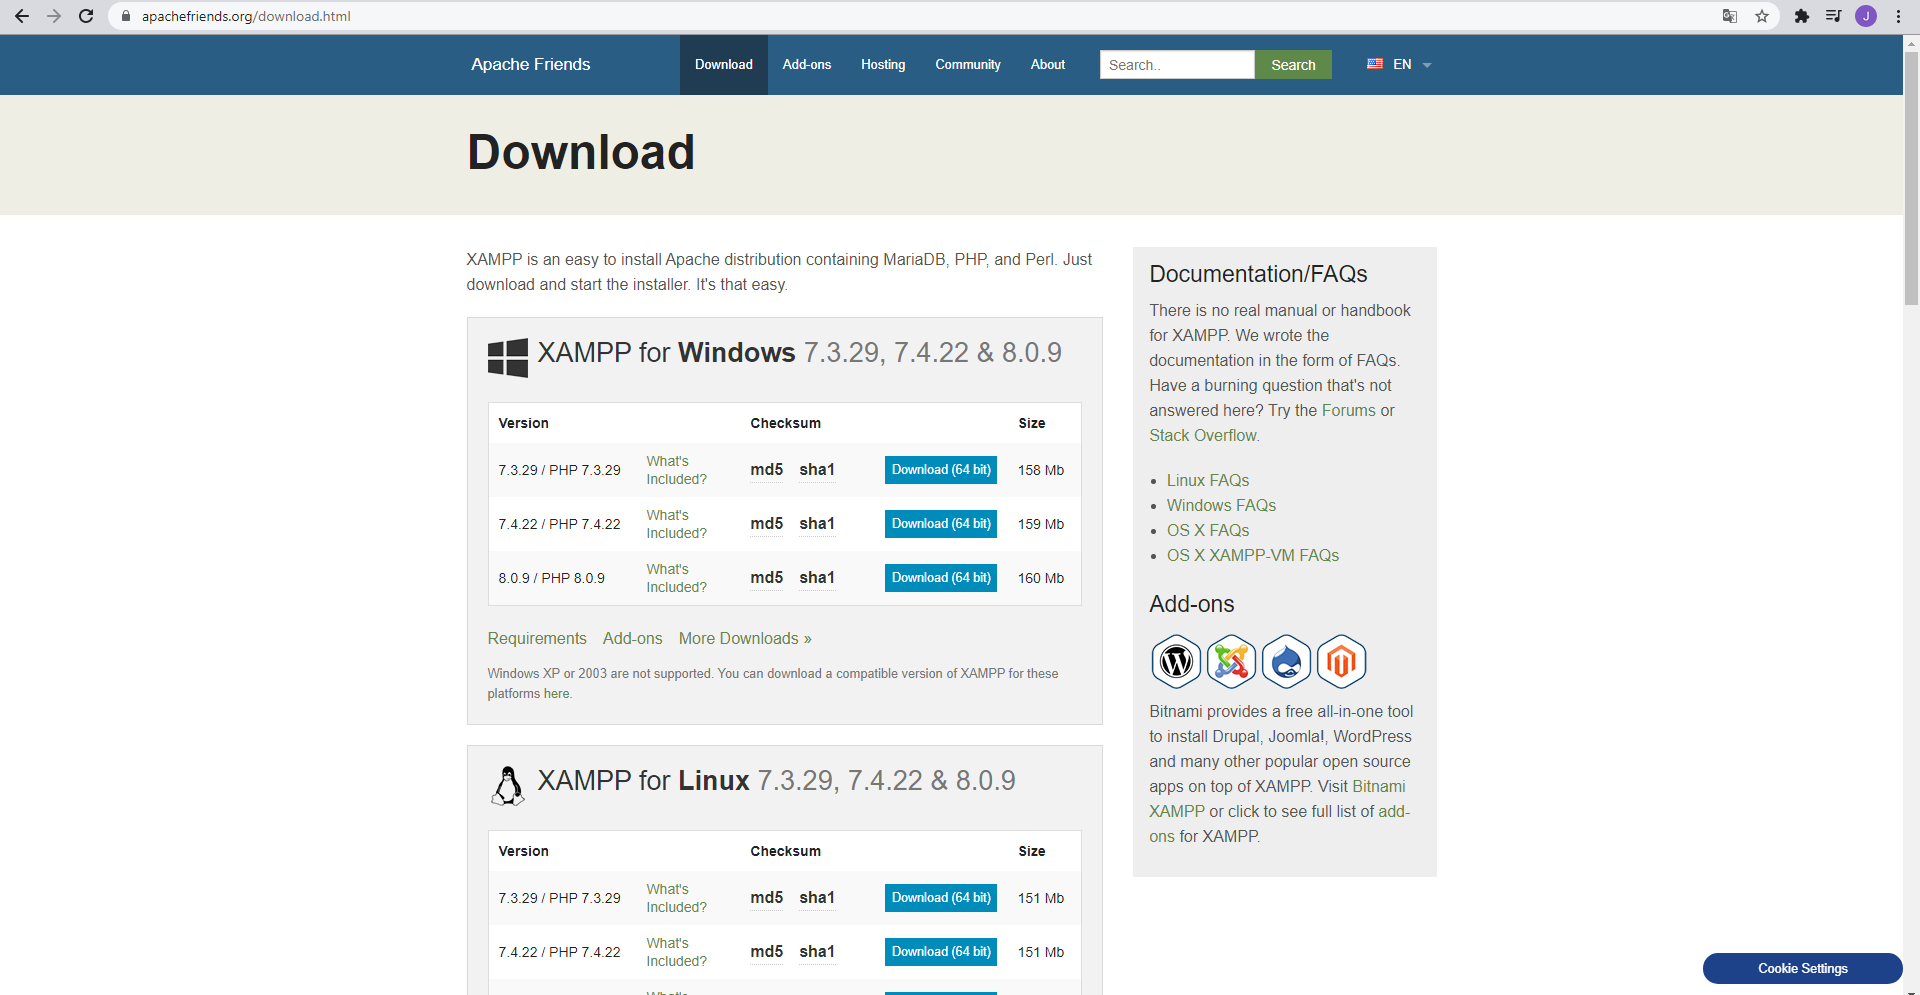 apachefriends.org/download.html
J
Apache Friends
Download
Add-ons
Hosting
Community
About
Search..
Search
EN
Download
XAMPP is an easy to install Apache distribution containing MariaDB, PHP, and Perl. Just
download and start the installer. It's that easy.
XAMPP for Windows 7.3.29, 7.4.22 & 8.0.9
Version Checksum Size
7.3.29 / PHP 7.3.29 What's Included? md5 sha1 Download (64 bit) 158 Mb
7.4.22 / PHP 7.4.22 What's Included? md5 sha1 Download (64 bit) 159 Mb
8.0.9 / PHP 8.0.9 What's Included? md5 sha1 Download (64 bit) 160 Mb
Requirements Add-ons More Downloads »
Windows XP or 2003 are not supported. You can download a compatible version of XAMPP for these
platforms here.
XAMPP for Linux 7.3.29, 7.4.22 & 8.0.9
Version Checksum Size
7.3.29 / PHP 7.3.29 What's Included? md5 sha1 Download (64 bit) 151 Mb
7.4.22 / PHP 7.4.22 What's Included? md5 sha1 Download (64 bit) 151 Mb
Documentation/FAQs
There is no real manual or handbook
for XAMPP. We wrote the
documentation in the form of FAQs.
Have a burning question that's not
answered here? Try the Forums or
Stack Overflow.
• Linux FAQs
• Windows FAQs
• OS X FAQs
• OS X XAMPP-VM FAQs
Add-ons
Bitnami provides a free all-in-one tool
to install Drupal, Joomla!, WordPress
and many other popular open source
apps on top of XAMPP. Visit Bitnami
XAMPP or click to see full list of add-
ons for XAMPP.
Cookie Settings